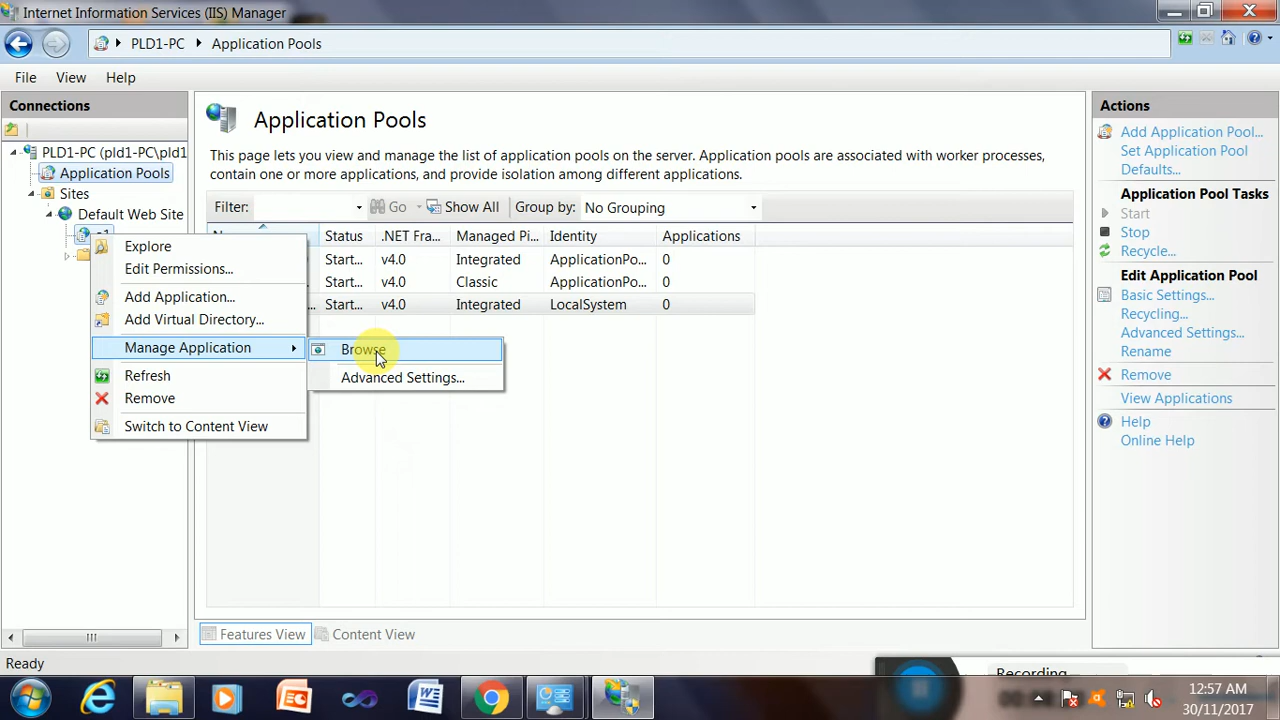 Internet Information Services (IIS) Manager
PLD1-PC Application Pools
File View Help
Connections
PLD1-PC (pld1-PC\pld1
Application Pools
Sites
Default Web Site
Explore
Edit Permissions...
Add Application...
Add Virtual Directory...
Manage Application
Refresh
Remove
Switch to Content View
Browse
Advanced Settings...
Application Pools
This page lets you view and manage the list of application pools on the server. Application pools are associated with worker processes,
contain one or more applications, and provide isolation among different applications.
Filter: Go Show All Group by: No Grouping
Status .NET Fra... Managed Pi... Identity Applications
Start... v4.0 Integrated ApplicationPo... 0
Start... v4.0 Classic ApplicationPo... 0
Start... v4.0 Integrated LocalSystem 0
Features View Content View
Actions
Add Application Pool...
Set Application Pool
Defaults...
Application Pool Tasks
Start
Stop
Recycle...
Edit Application Pool
Basic Settings...
Recycling...
Advanced Settings...
Rename
Remove
View Applications
Help
Online Help
Ready
Recording
12:57 AM
30/11/2017